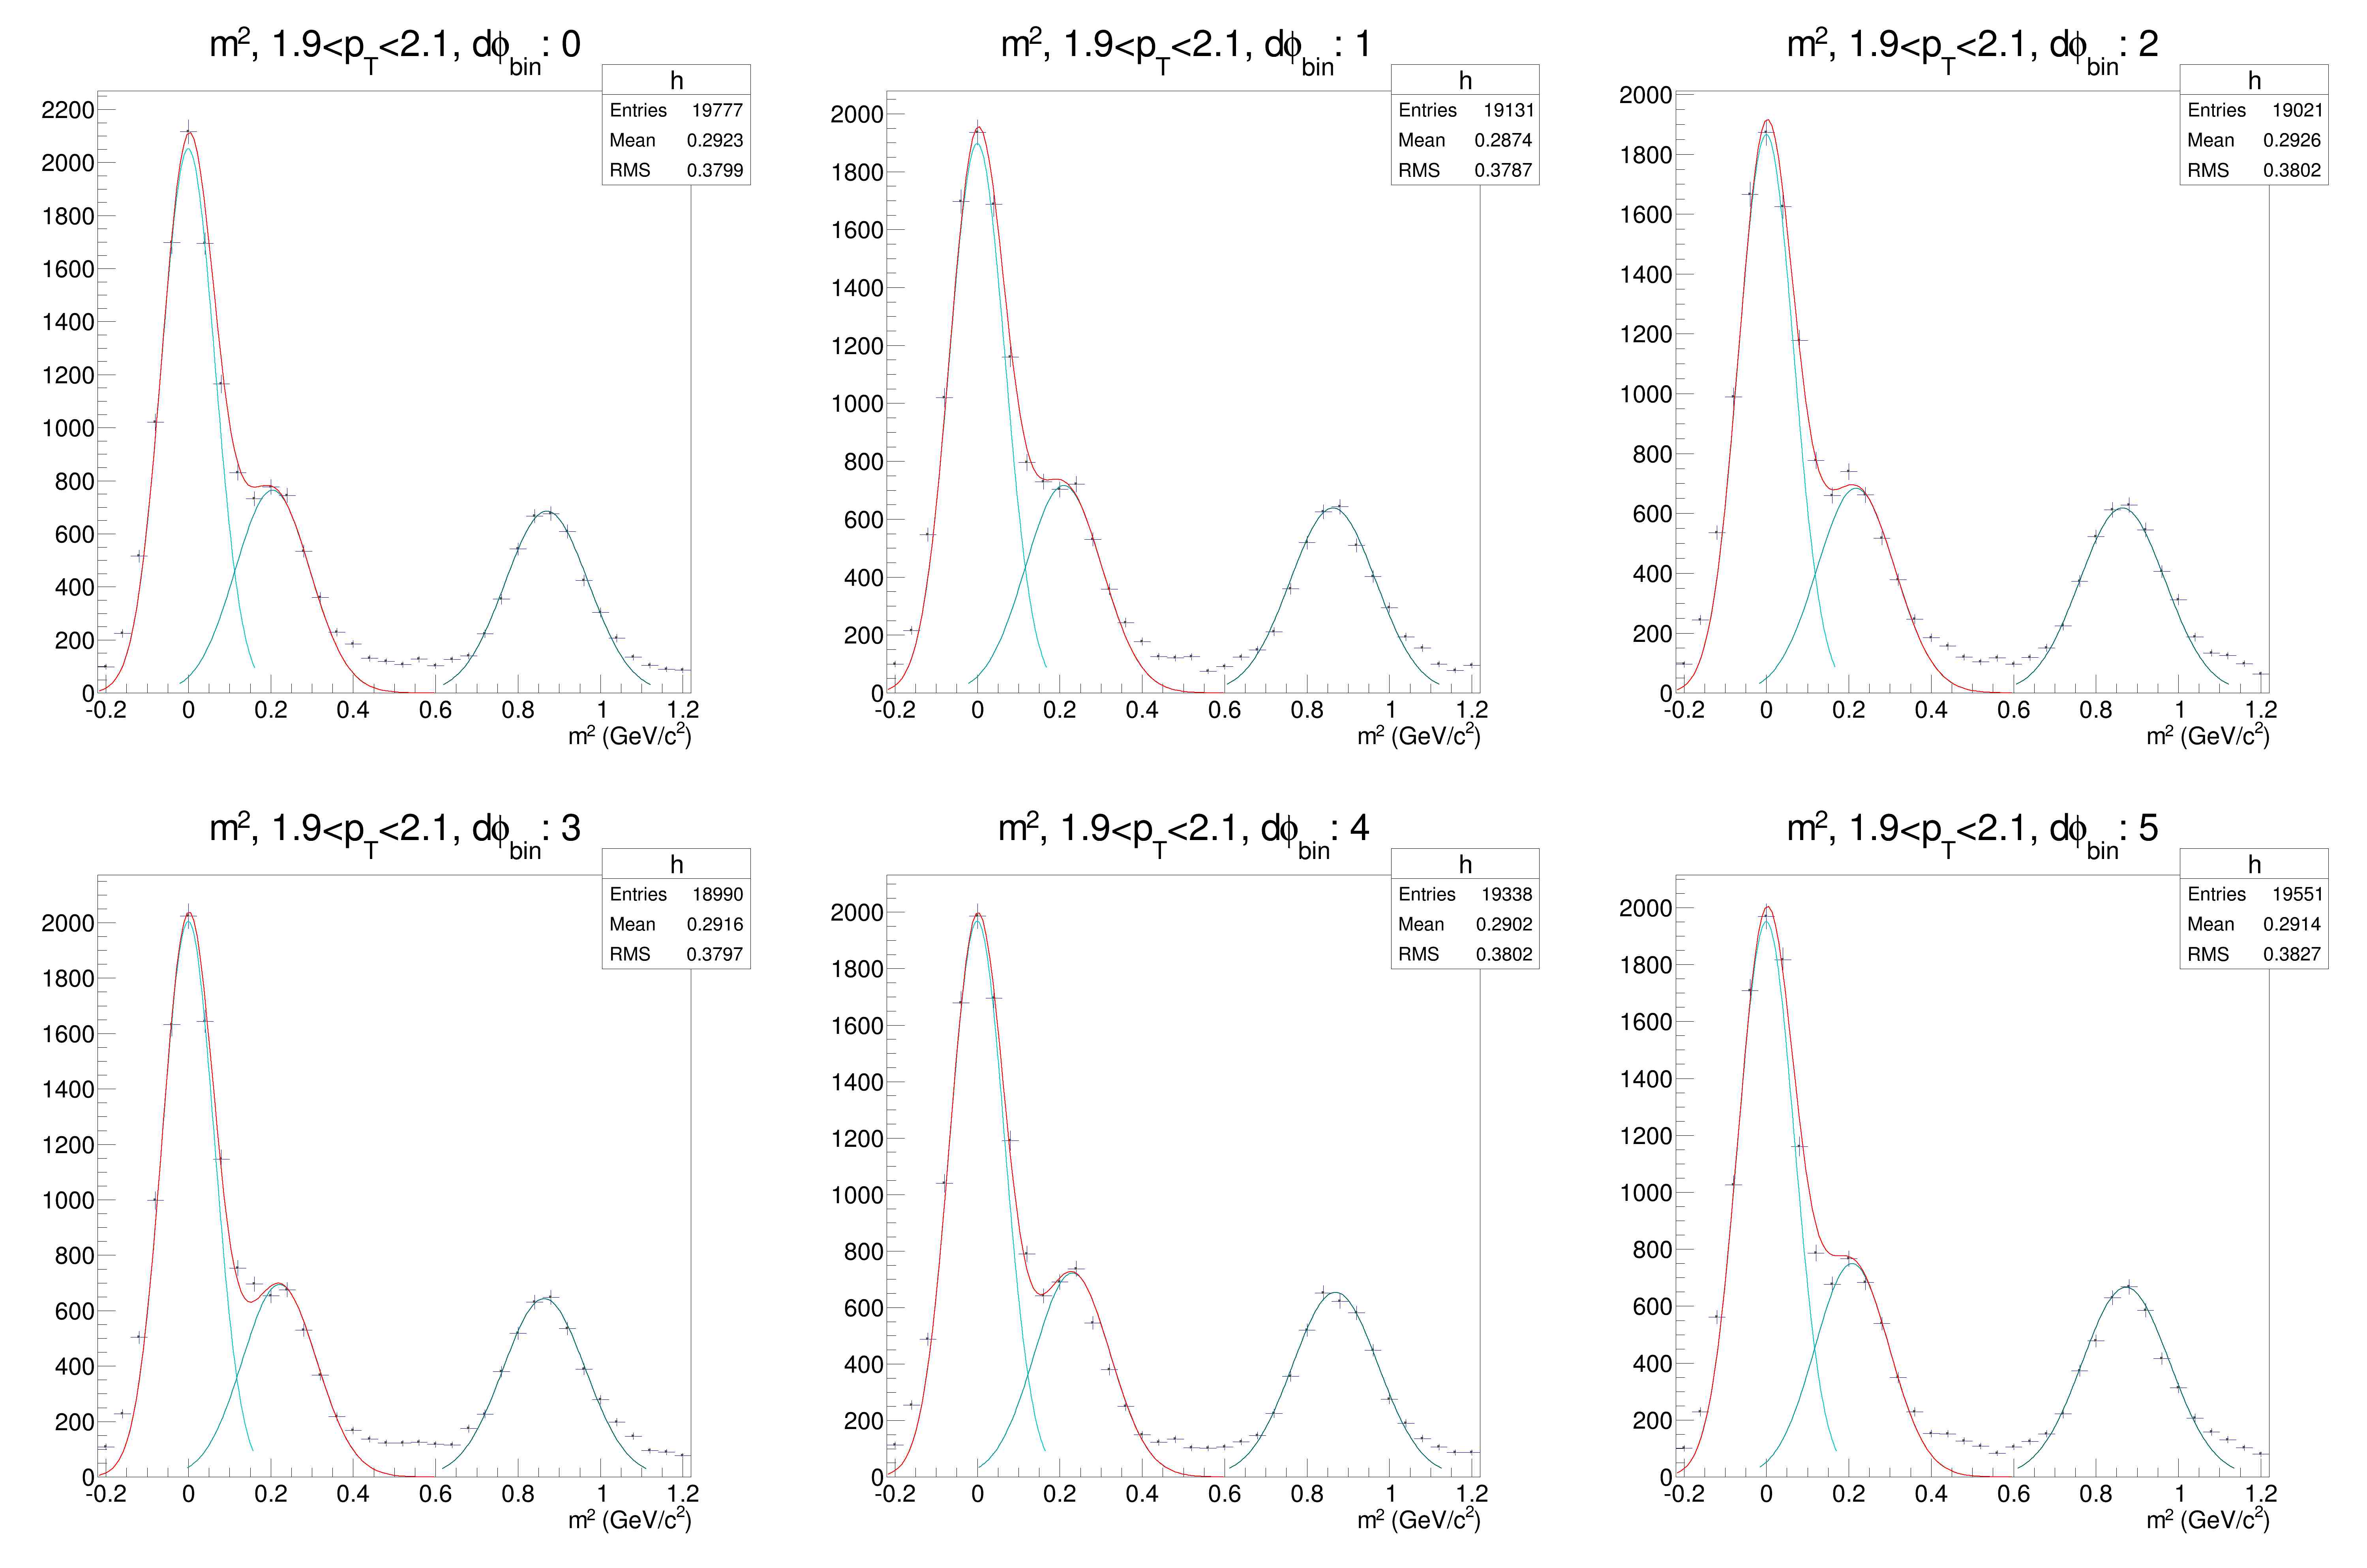 m², 1.9<p_T<2.1, dϕ_bin: 0
h
Entries 19777
Mean 0.2923
RMS 0.3799
2200
2000
1800
1600
1400
1200
1000
800
600
400
200
0
-0.2 0 0.2 0.4 0.6 0.8 1 1.2
m² (GeV/c²)
m², 1.9<p_T<2.1, dϕ_bin: 1
h
Entries 19131
Mean 0.2874
RMS 0.3787
2000
1800
1600
1400
1200
1000
800
600
400
200
0
-0.2 0 0.2 0.4 0.6 0.8 1 1.2
m² (GeV/c²)
m², 1.9<p_T<2.1, dϕ_bin: 2
h
Entries 19021
Mean 0.2926
RMS 0.3802
2000
1800
1600
1400
1200
1000
800
600
400
200
0
-0.2 0 0.2 0.4 0.6 0.8 1 1.2
m² (GeV/c²)
m², 1.9<p_T<2.1, dϕ_bin: 3
h
Entries 18990
Mean 0.2916
RMS 0.3797
2000
1800
1600
1400
1200
1000
800
600
400
200
0
-0.2 0 0.2 0.4 0.6 0.8 1 1.2
m² (GeV/c²)
m², 1.9<p_T<2.1, dϕ_bin: 4
h
Entries 19338
Mean 0.2902
RMS 0.3802
2000
1800
1600
1400
1200
1000
800
600
400
200
0
-0.2 0 0.2 0.4 0.6 0.8 1 1.2
m² (GeV/c²)
m², 1.9<p_T<2.1, dϕ_bin: 5
h
Entries 19551
Mean 0.2914
RMS 0.3827
2000
1800
1600
1400
1200
1000
800
600
400
200
0
-0.2 0 0.2 0.4 0.6 0.8 1 1.2
m² (GeV/c²)